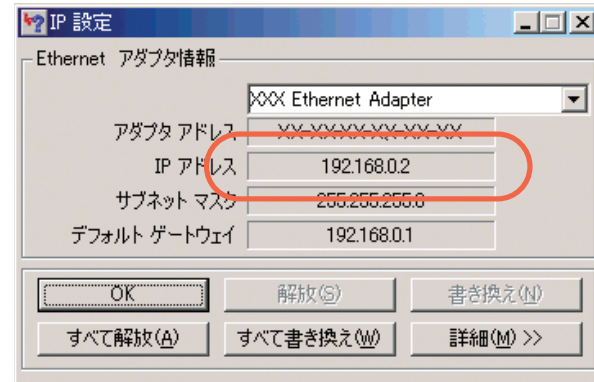 IP 設定
Ethernet アダプタ情報
XXX Ethernet Adapter
アダプタ アドレス XX-XX-XX-XX-XX-XX
IP アドレス 192.168.0.2
サブネット マスク 255.255.255.0
デフォルト ゲートウェイ 192.168.0.1
OK 解放(S) 書き換え(N)
すべて解放(A) すべて書き換え(W) 詳細(M) >>